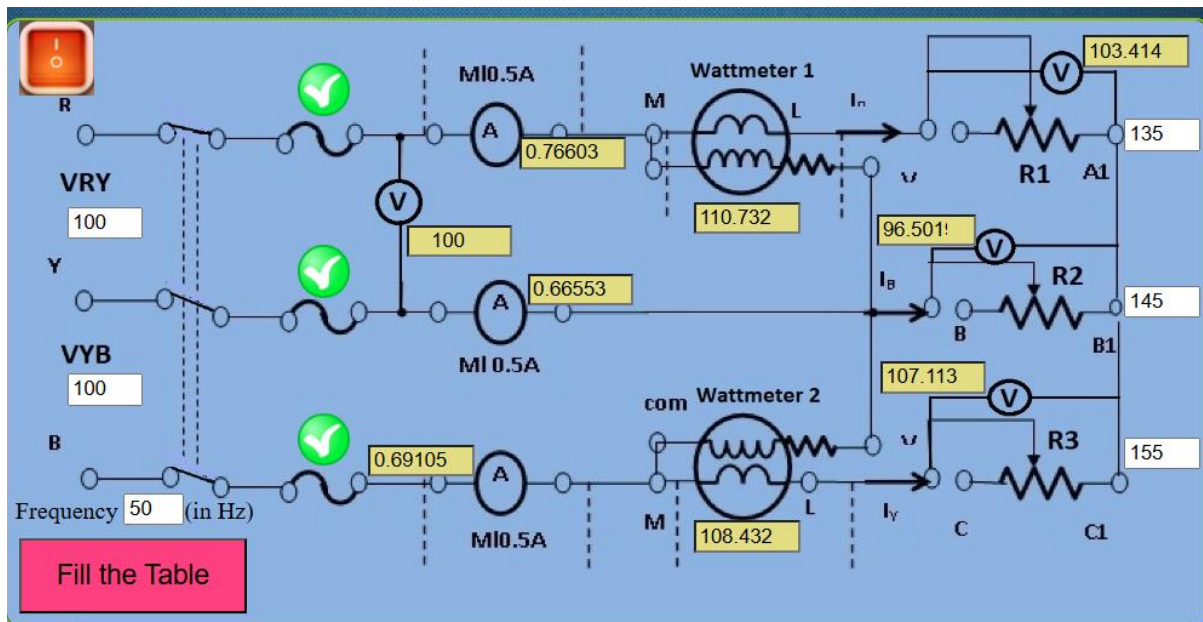 I
O
R
VRY
100
Y
VYB
100
B
Frequency 50 (in Hz)
Fill the Table
MI0.5A
A
0.76603
V
100
A
0.66553
MI 0.5A
0.69105
A
MI0.5A
Wattmeter 1
M
L
110.732
com
Wattmeter 2
M
L
108.432
V
103.414
135
R1
A1
V
96.501
V
R2
145
I_B
B
B1
107.113
V
V
R3
155
I_Y
C
C1